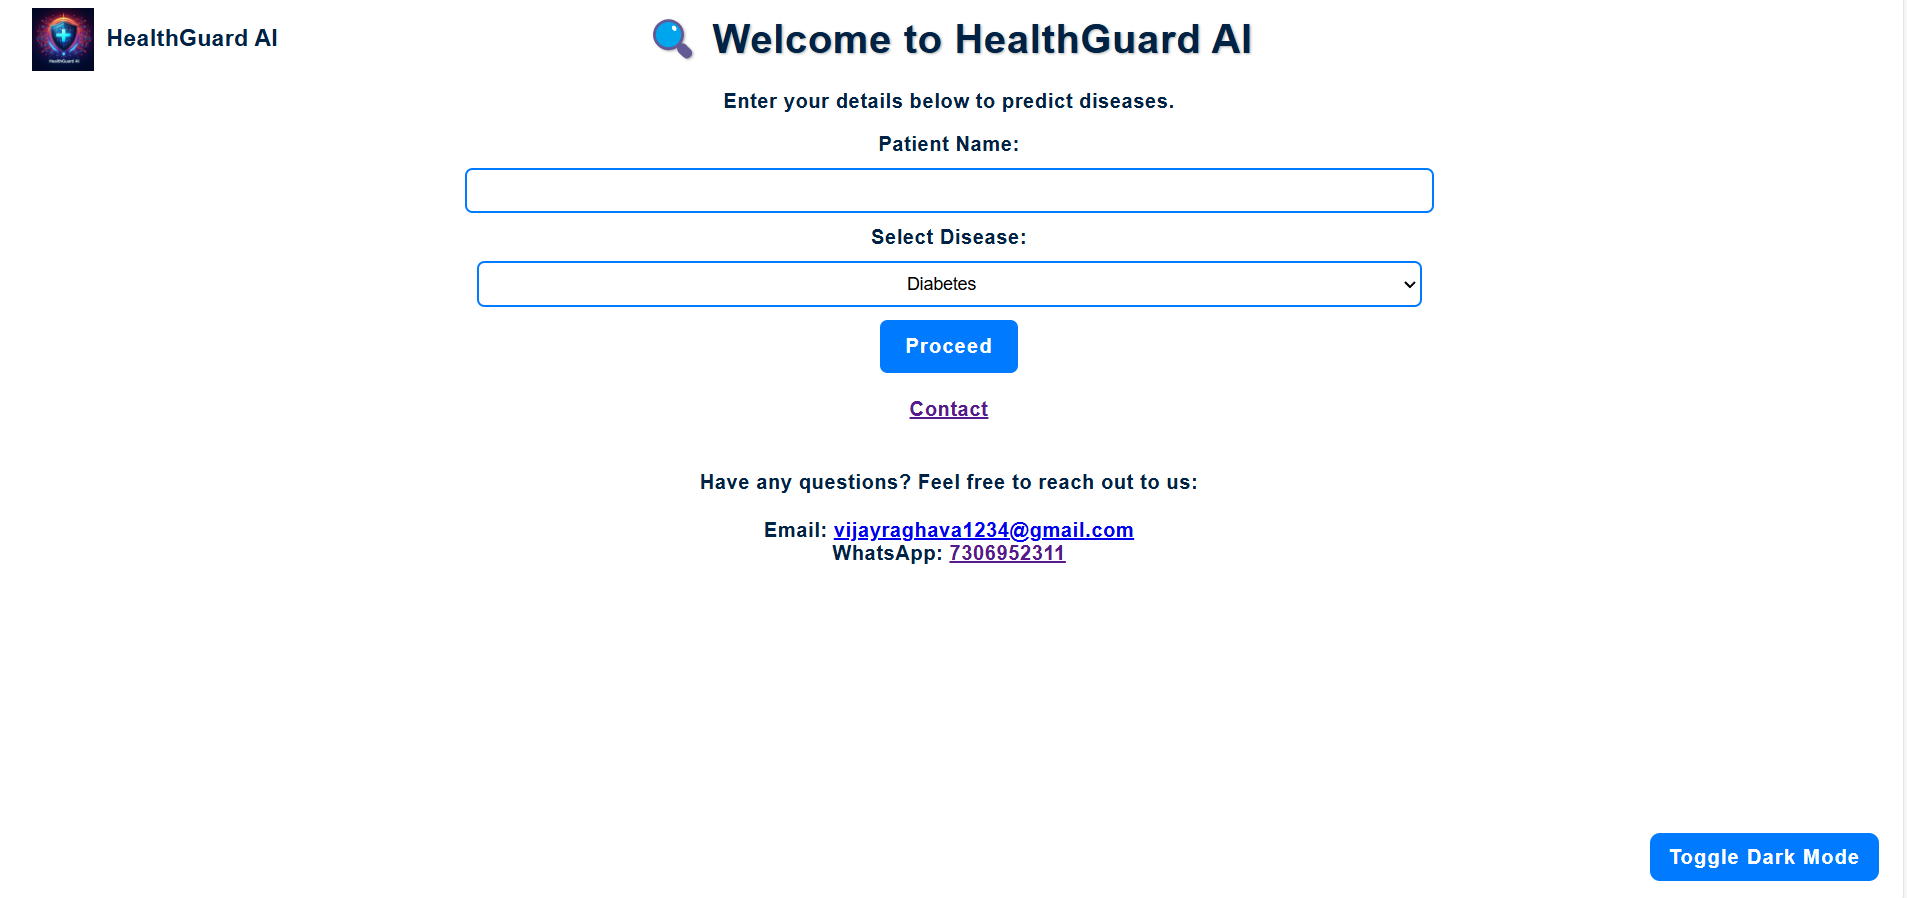 HealthGuard AI
HealthGuard AI
Welcome to HealthGuard AI
Enter your details below to predict diseases.
Patient Name:
Select Disease:
Diabetes
Proceed
Contact
Have any questions? Feel free to reach out to us:
Email: vijayraghava1234@gmail.com
WhatsApp: 7306952311
Toggle Dark Mode